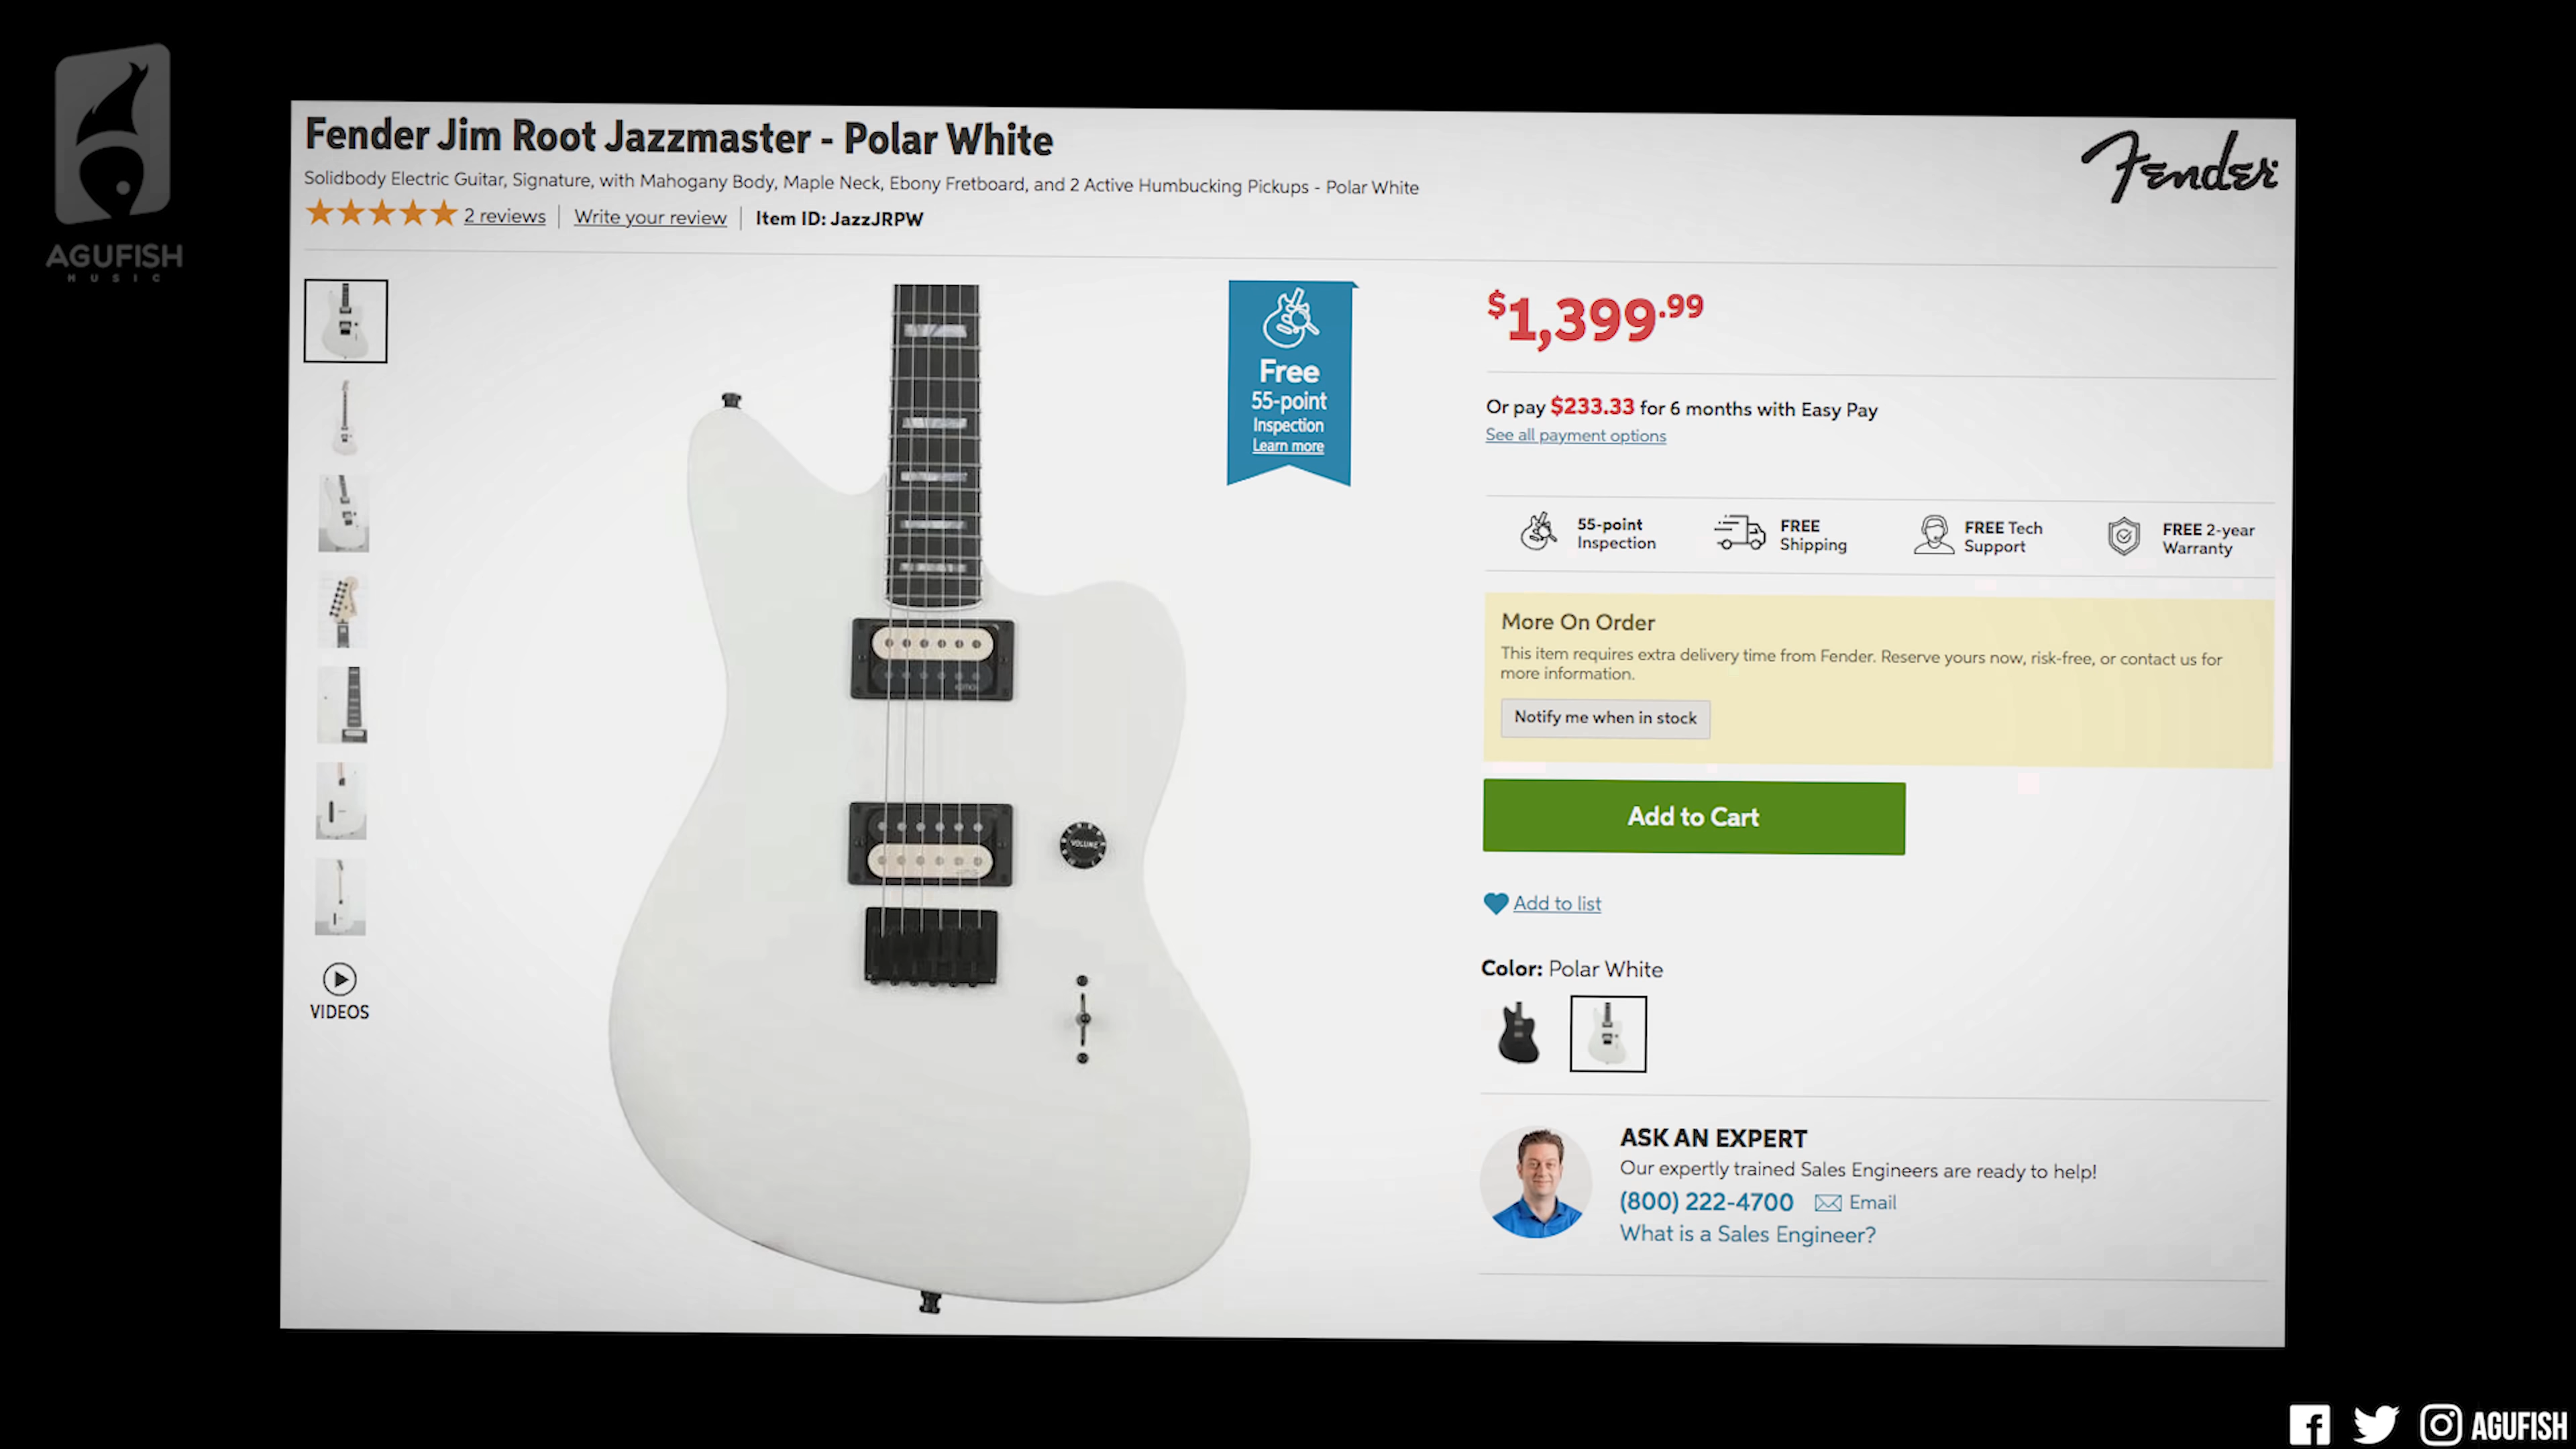 AGUFISH
MUSIC
Fender Jim Root Jazzmaster - Polar White
Solidbody Electric Guitar, Signature, with Mahogany Body, Maple Neck, Ebony Fretboard, and 2 Active Humbucking Pickups - Polar White
2 reviews | Write your review | Item ID: JazzJRPW
Fender
Free
55-point
Inspection
Learn more
VOLUME
VIDEOS
$1,399.99
Or pay $233.33 for 6 months with Easy Pay
See all payment options
55-point
Inspection
FREE
Shipping
FREE Tech
Support
FREE 2-year
Warranty
More On Order
This item requires extra delivery time from Fender. Reserve yours now, risk-free, or contact us for
more information.
Notify me when in stock
Add to Cart
Add to list
Color: Polar White
ASK AN EXPERT
Our expertly trained Sales Engineers are ready to help!
(800) 222-4700 Email
What is a Sales Engineer?
AGUFISH